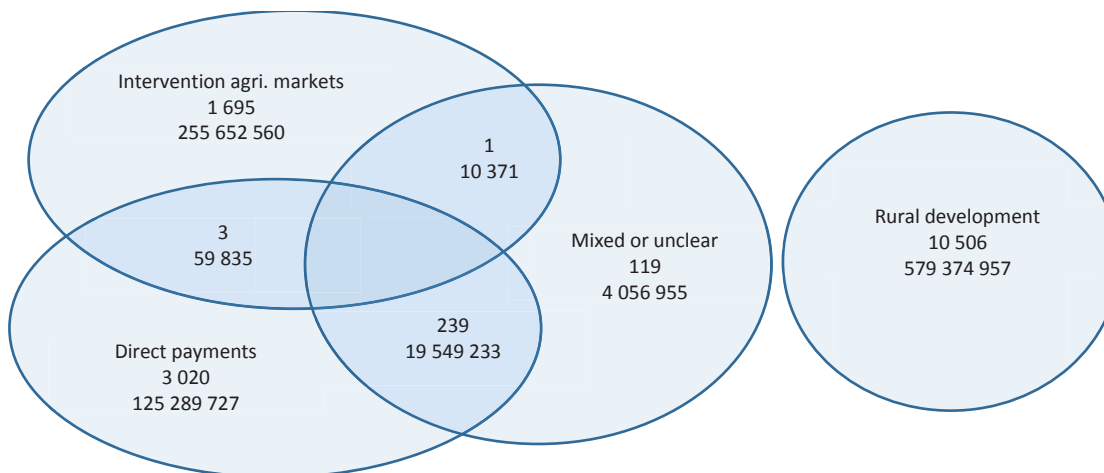 Intervention agri. markets
1 695
255 652 560
1
10 371
3
59 835
Mixed or unclear
119
4 056 955
Rural development
10 506
579 374 957
239
19 549 233
Direct payments
3 020
125 289 727